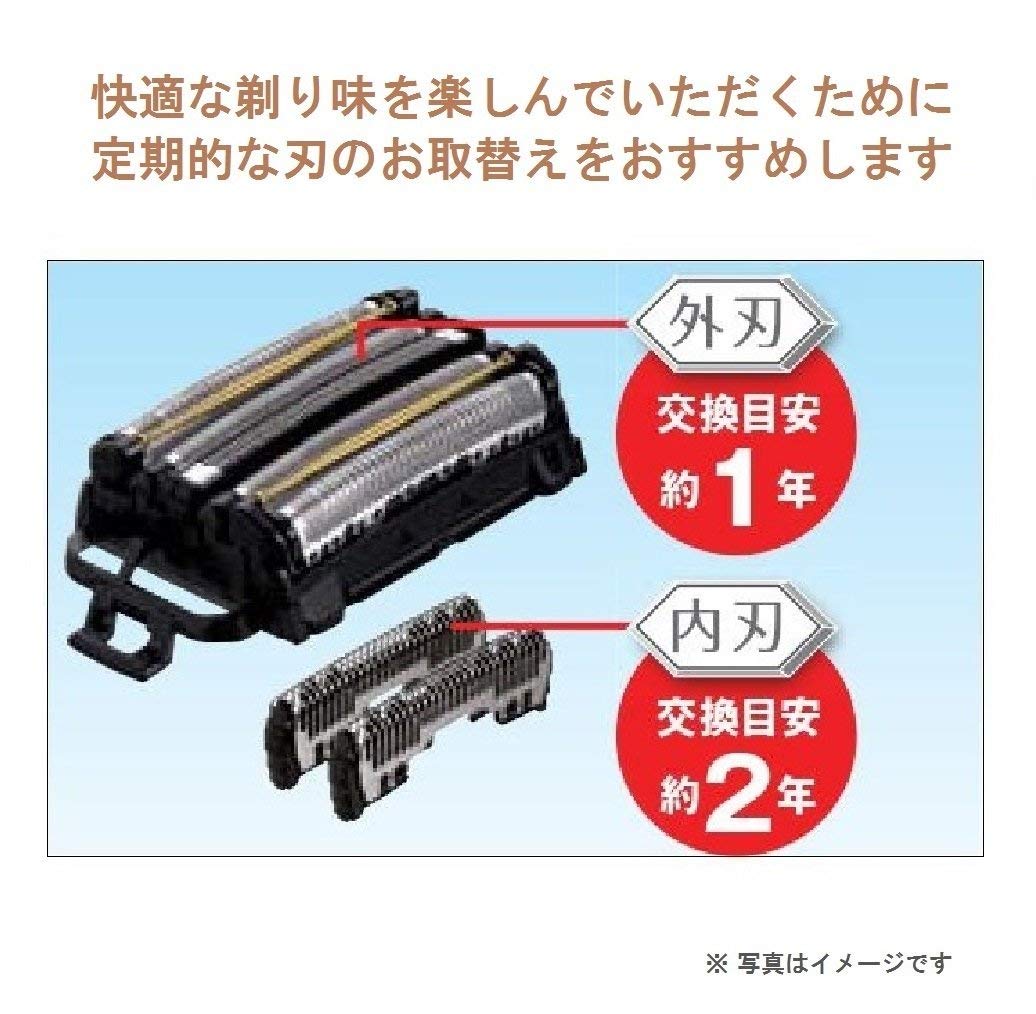 快適な剃り味を楽しんでいただくために
定期的な刃のお取替えをおすすめします
外刃
交換目安
約1年
内刃
交換目安
約2年
※ 写真はイメージです